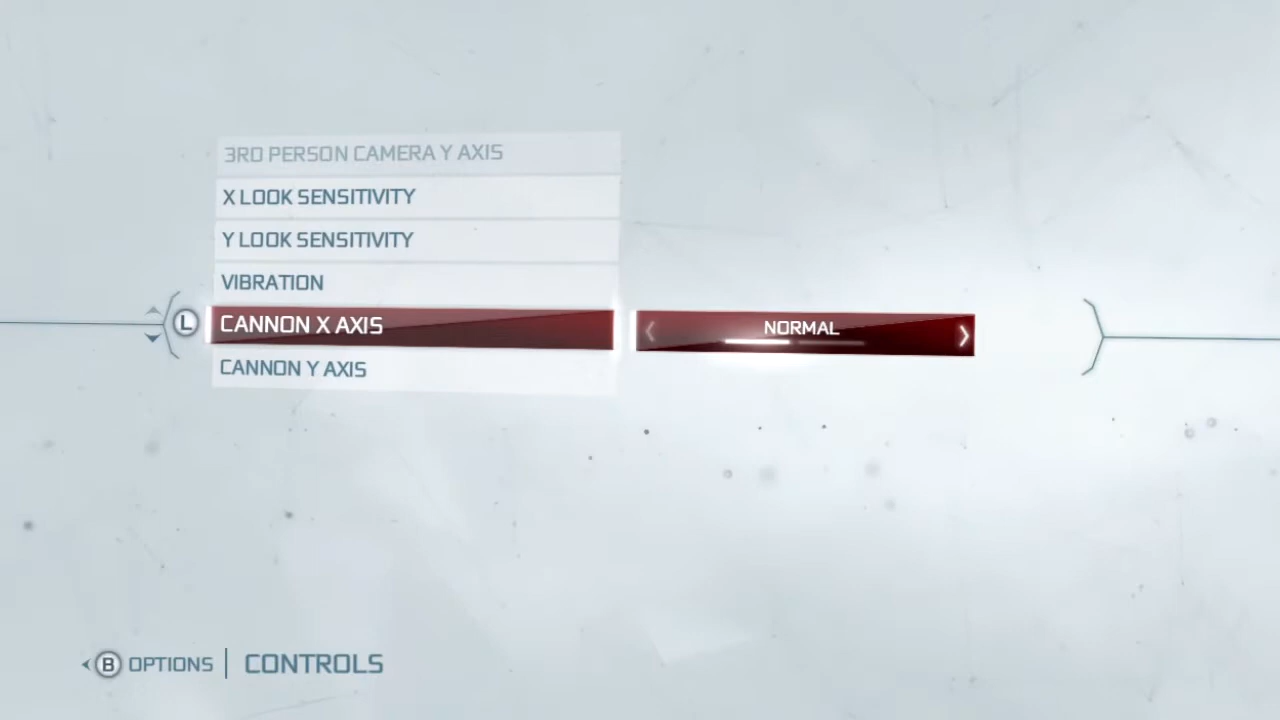 3RD PERSON CAMERA Y AXIS
X LOOK SENSITIVITY
Y LOOK SENSITIVITY
VIBRATION
L CANNON X AXIS NORMAL
CANNON Y AXIS
B OPTIONS CONTROLS